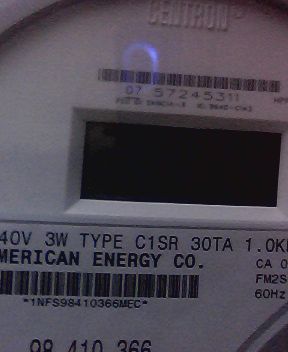 CENTRON
07 57245311
40V 3W TYPE C1SR 30TA 1.0K
MERICAN ENERGY CO.
CA 0
FM2S
60Hz
*1NFS98410366MEC*
98 410 366